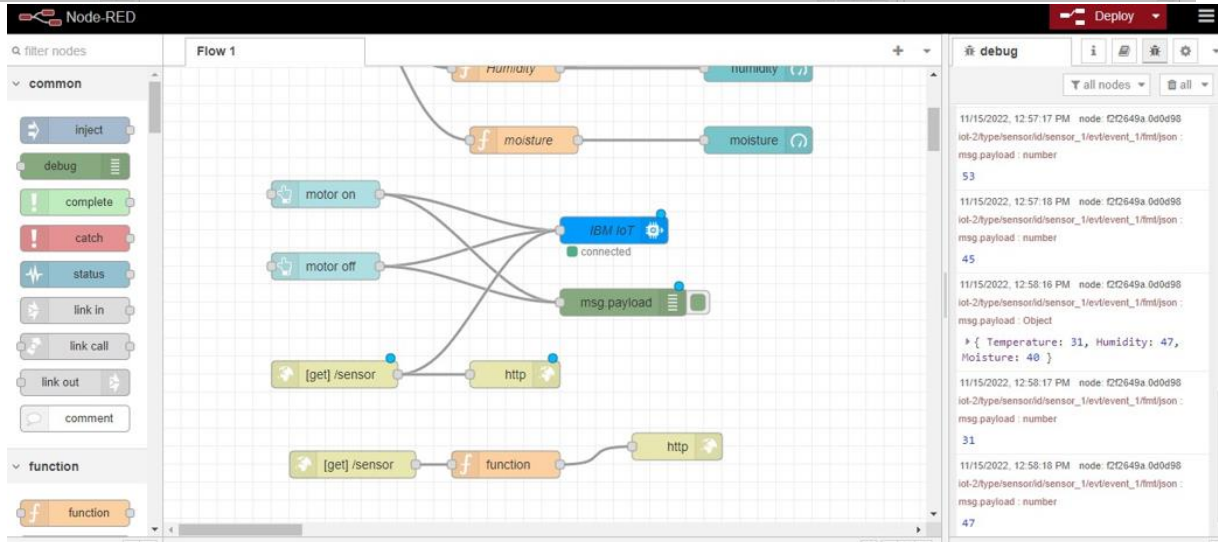 Node-RED
Deploy
filter nodes
common
inject
debug
complete
catch
status
link in
link call
link out
comment
function
function
Flow 1
Humidity
humidity
moisture
moisture
motor on
IBM IoT
connected
motor off
msg.payload
[get] /sensor
http
[get] /sensor
function
http
debug
i
all nodes
all
11/15/2022, 12:57:17 PM node: f2f2649a.0d0d98
iot-2/type/sensor/id/sensor_1/evt/event_1/fmt/json :
msg.payload : number
53
11/15/2022, 12:57:18 PM node: f2f2649a.0d0d98
iot-2/type/sensor/id/sensor_1/evt/event_1/fmt/json :
msg.payload : number
45
11/15/2022, 12:58:16 PM node: f2f2649a.0d0d98
iot-2/type/sensor/id/sensor_1/evt/event_1/fmt/json :
msg.payload : Object
{ Temperature: 31, Humidity: 47,
Moisture: 40 }
11/15/2022, 12:58:17 PM node: f2f2649a.0d0d98
iot-2/type/sensor/id/sensor_1/evt/event_1/fmt/json :
msg.payload : number
31
11/15/2022, 12:58:18 PM node: f2f2649a.0d0d98
iot-2/type/sensor/id/sensor_1/evt/event_1/fmt/json :
msg.payload : number
47